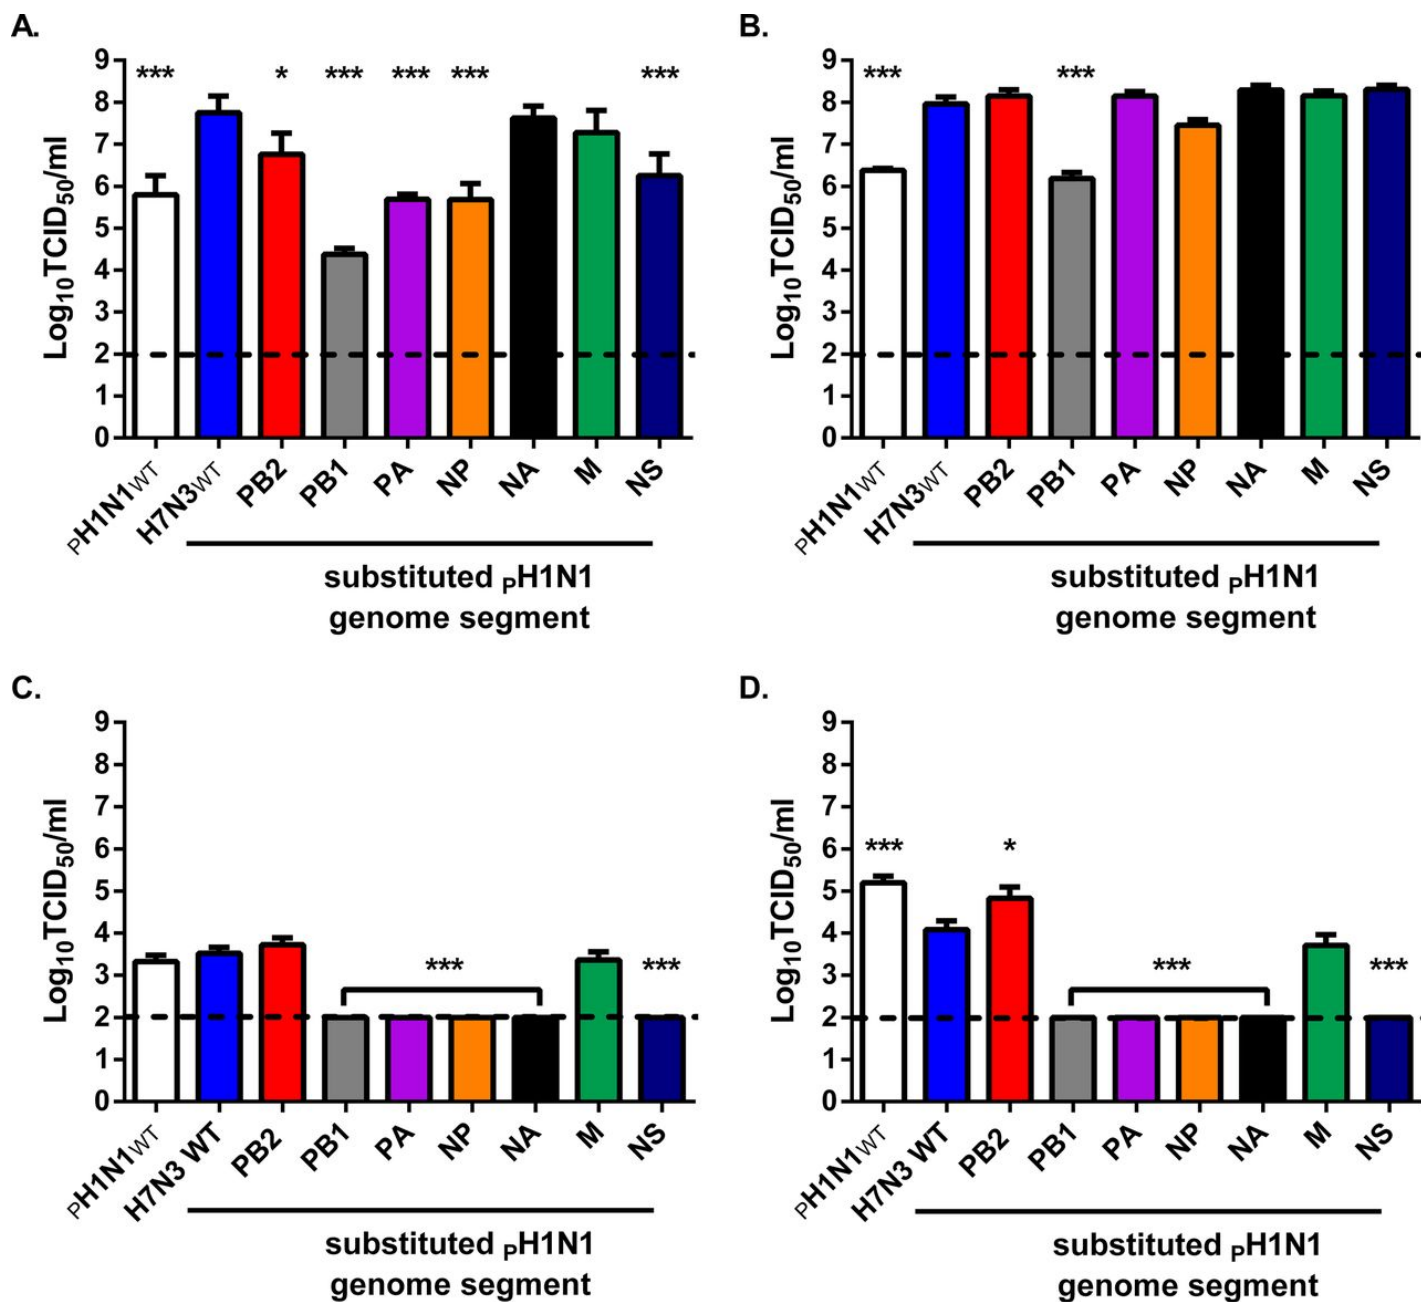 A.
Log10TCID50/ml
9
8
7
6
5
4
3
2
1
0
*** * *** *** *** ***
PH1N1WT
H7N3WT
PB2
PB1
PA
NP
NA
M
NS
substituted PH1N1
genome segment
B.
Log10TCID50/ml
9
8
7
6
5
4
3
2
1
0
*** ***
PH1N1WT
H7N3WT
PB2
PB1
PA
NP
NA
M
NS
substituted PH1N1
genome segment
C.
Log10TCID50/ml
9
8
7
6
5
4
3
2
1
0
*** ***
PH1N1WT
H7N3 WT
PB2
PB1
PA
NP
NA
M
NS
substituted PH1N1
genome segment
D.
Log10TCID50/ml
9
8
7
6
5
4
3
2
1
0
*** *
*** ***
PH1N1WT
H7N3 WT
PB2
PB1
PA
NP
NA
M
NS
substituted PH1N1
genome segment